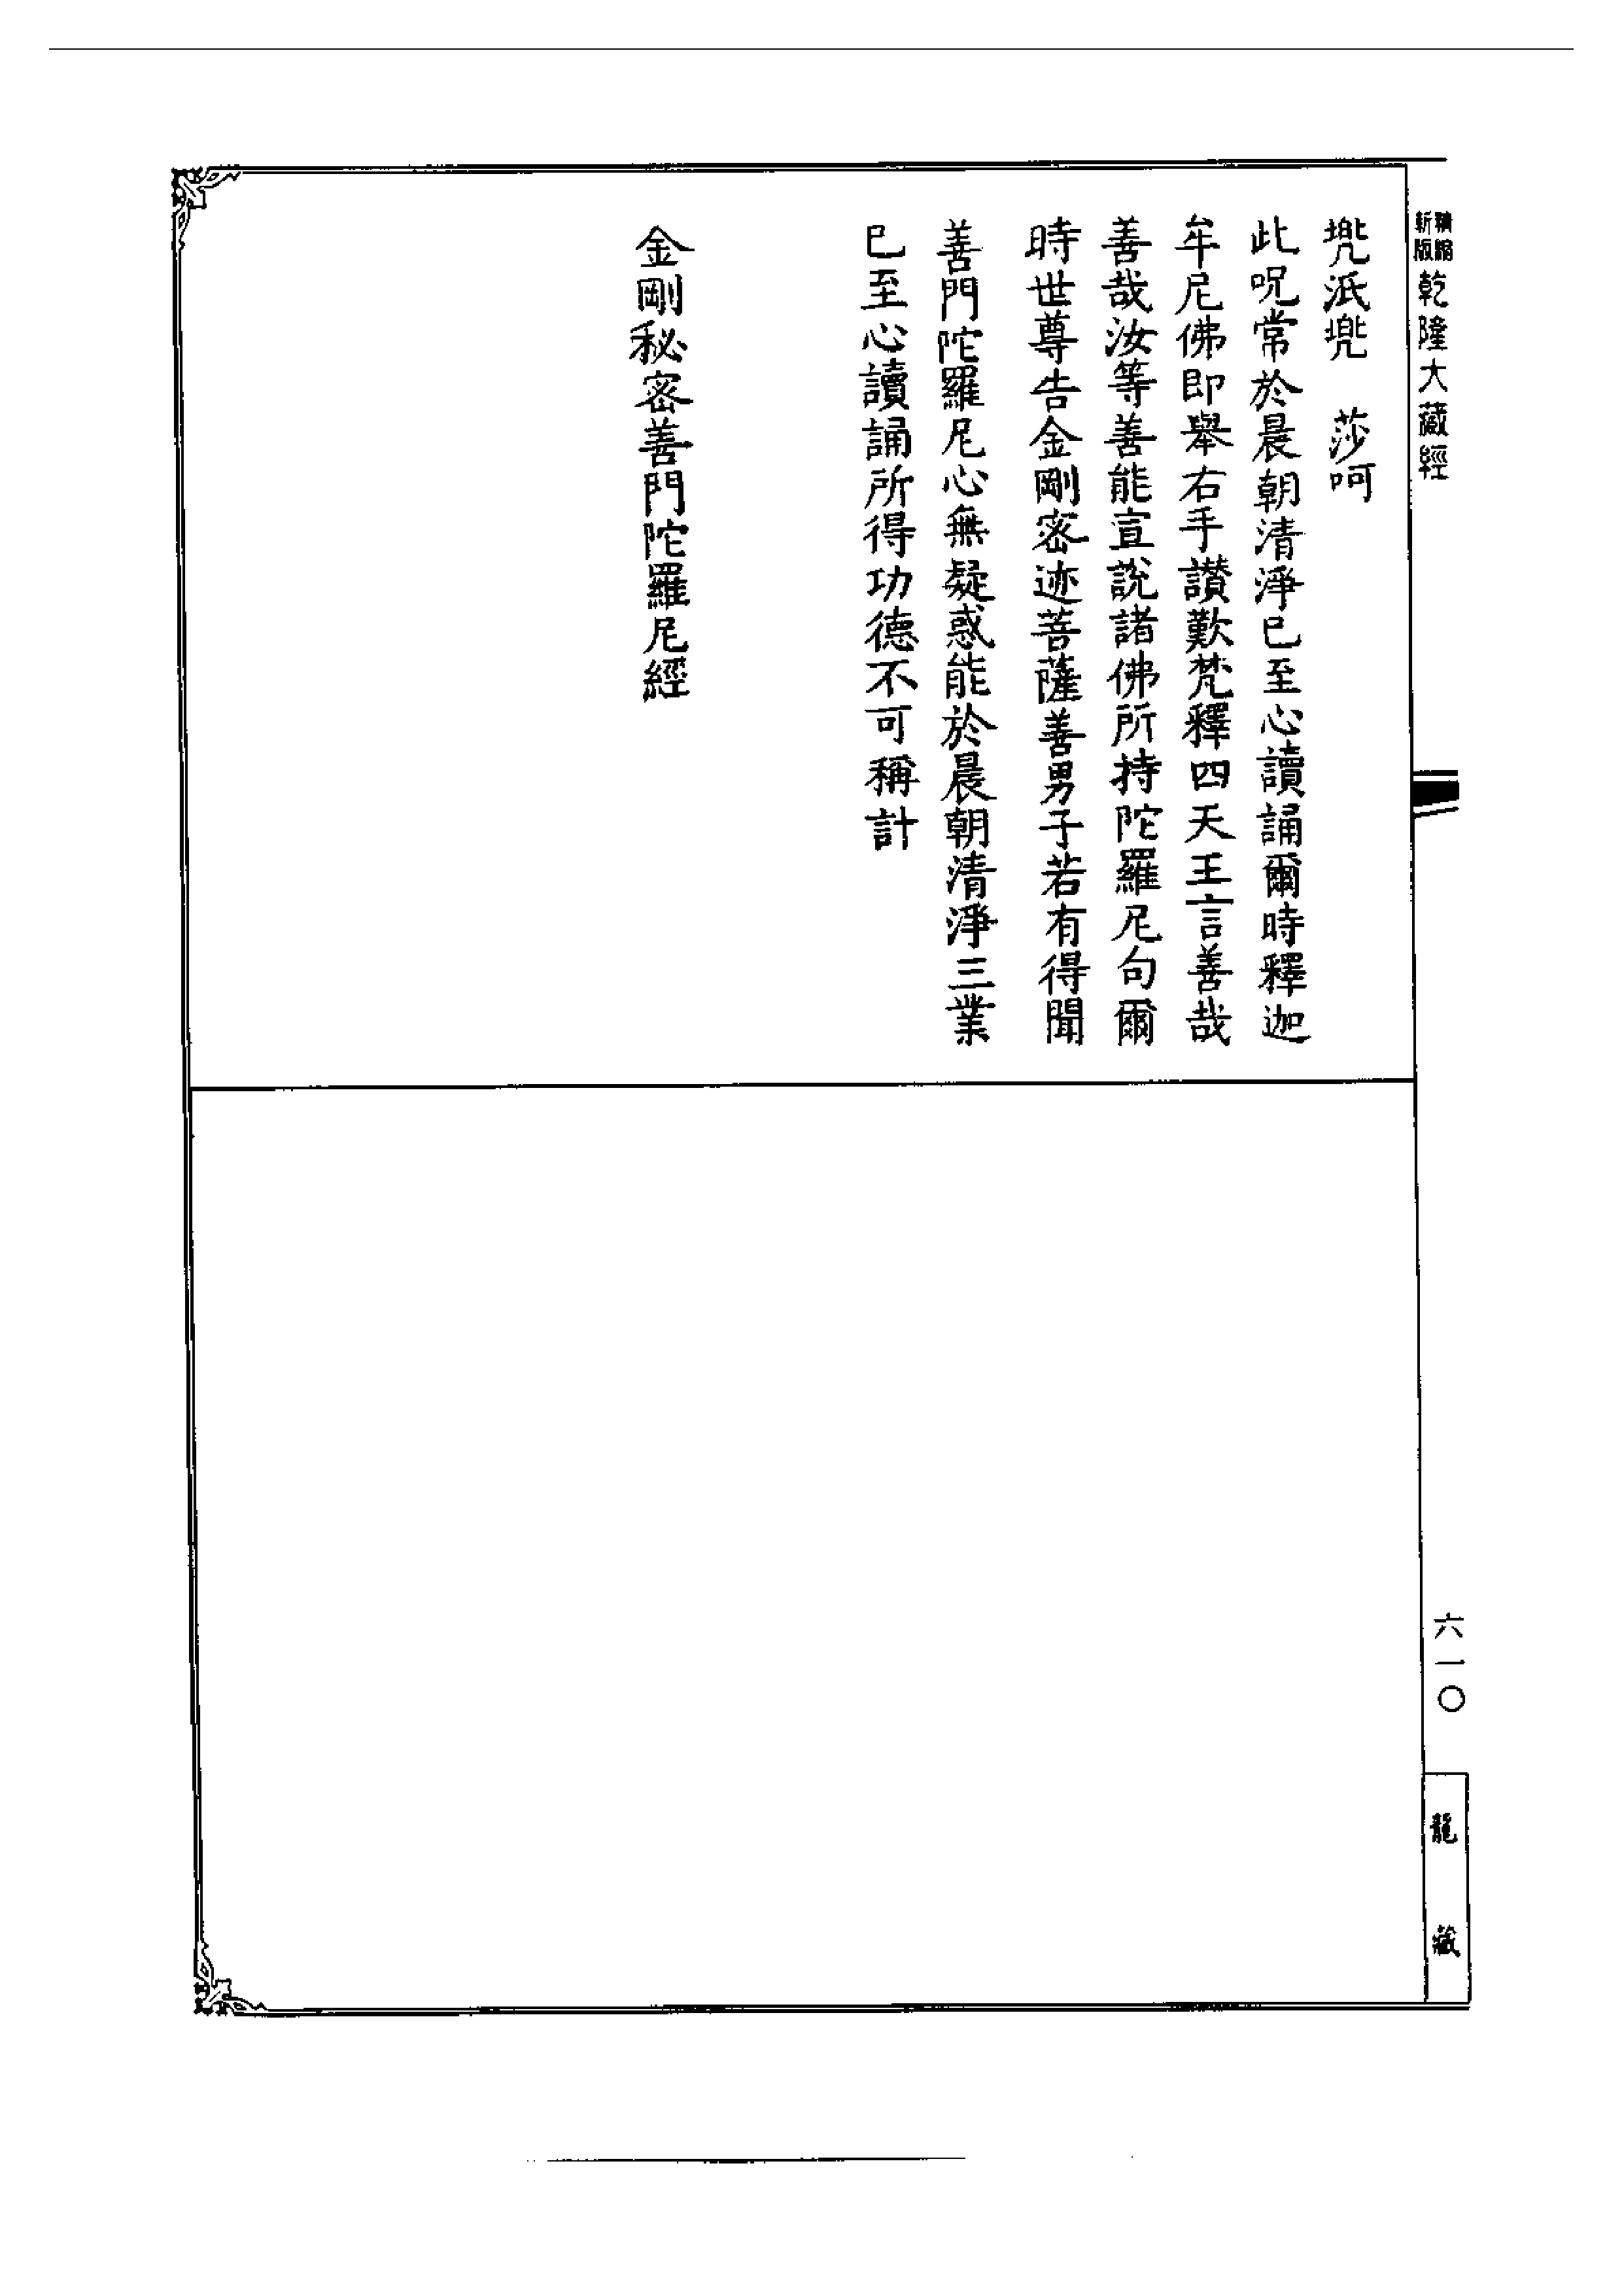 精縮新版乾隆大藏經
兜泜兜　莎呵
此呪常於晨朝清淨已至心讀誦爾時釋迦
牟尼佛即舉右手讃歎梵釋四天王言善哉
善哉汝等善能宣說諸佛所持陀羅尼句爾
時世尊告金剛密迹菩薩善男子若有得聞
善門陀羅尼心無疑惑能於晨朝清淨三業
已至心讀誦所得功德不可稱計
金剛秘密善門陀羅尼經
六一〇
龍藏